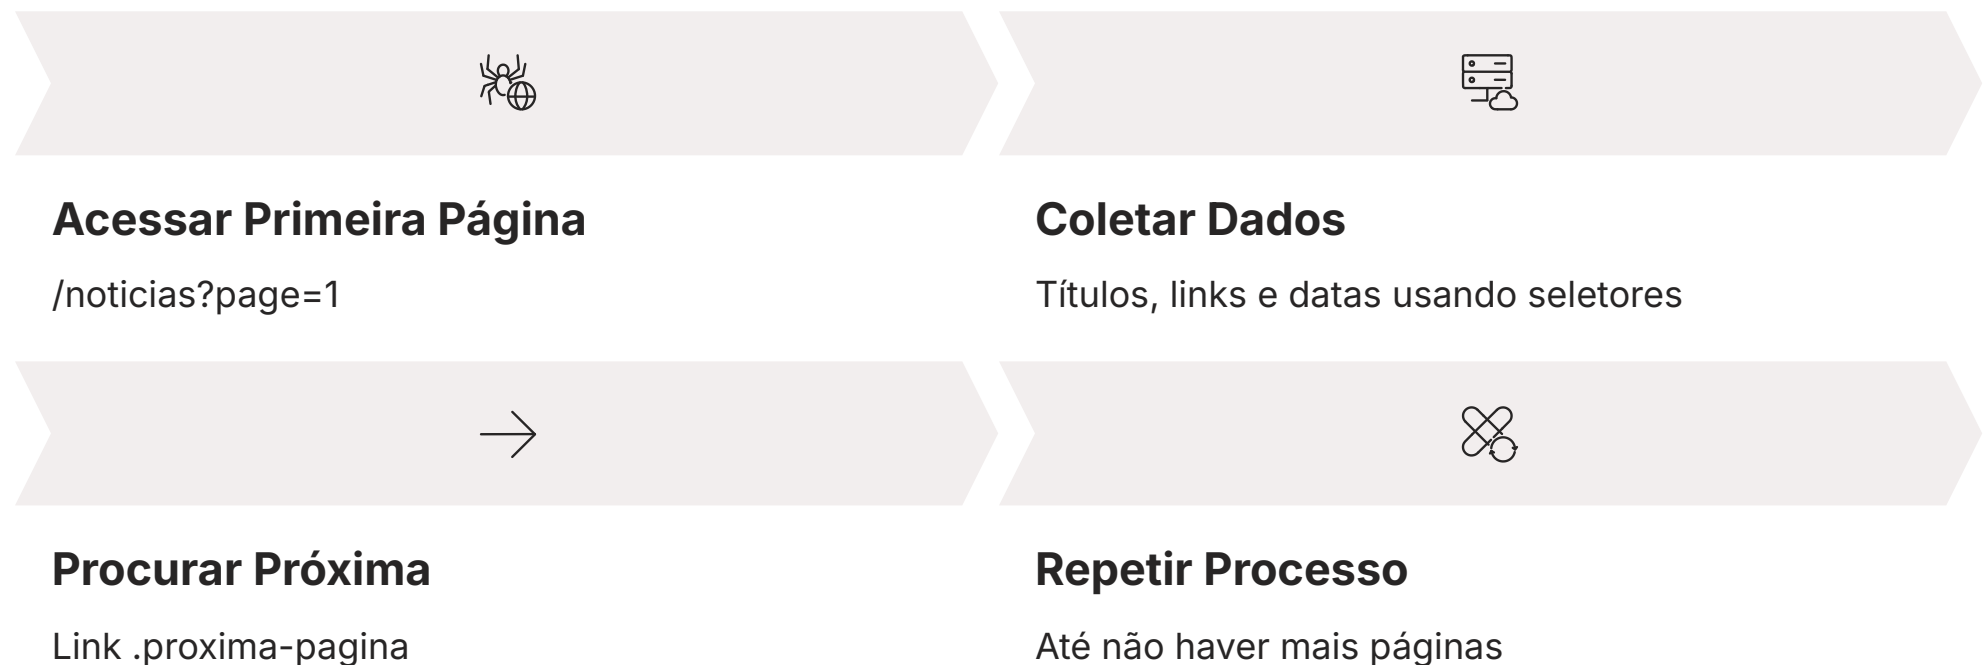 Acessar Primeira Página
/noticias?page=1
Coletar Dados
Títulos, links e datas usando seletores
Procurar Próxima
Link .proxima-pagina
Repetir Processo
Até não haver mais páginas